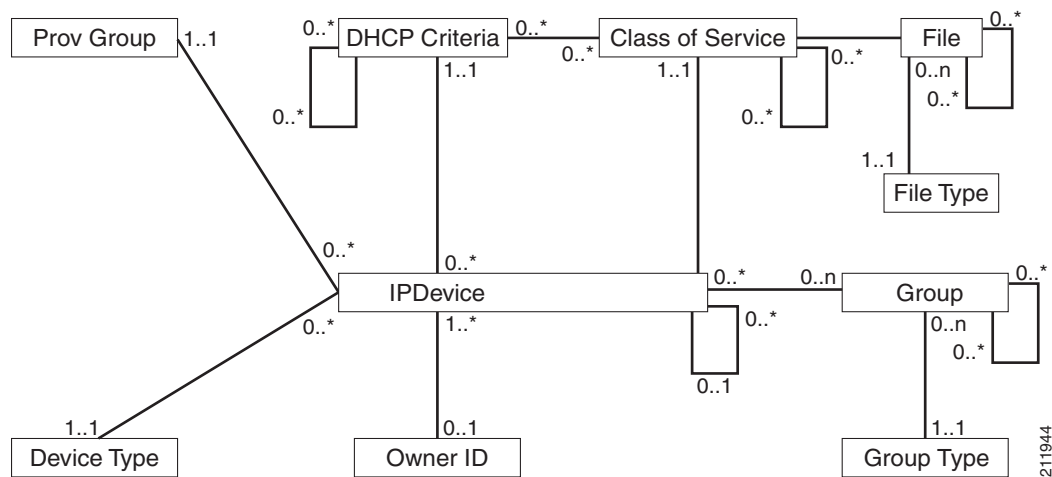 Prov Group
1..1
0..*
DHCP Criteria
0..*
0..*
Class of Service
File
0..*
0..*
1..1
1..1
0..*
0..*
0..n
0..*
1..1
File Type
0..*
0..*
IPDevice
0..*
0..n
Group
0..*
0..*
1..*
0..*
0..n
0..*
0..1
1..1
0..1
1..1
Device Type
Owner ID
Group Type
211944